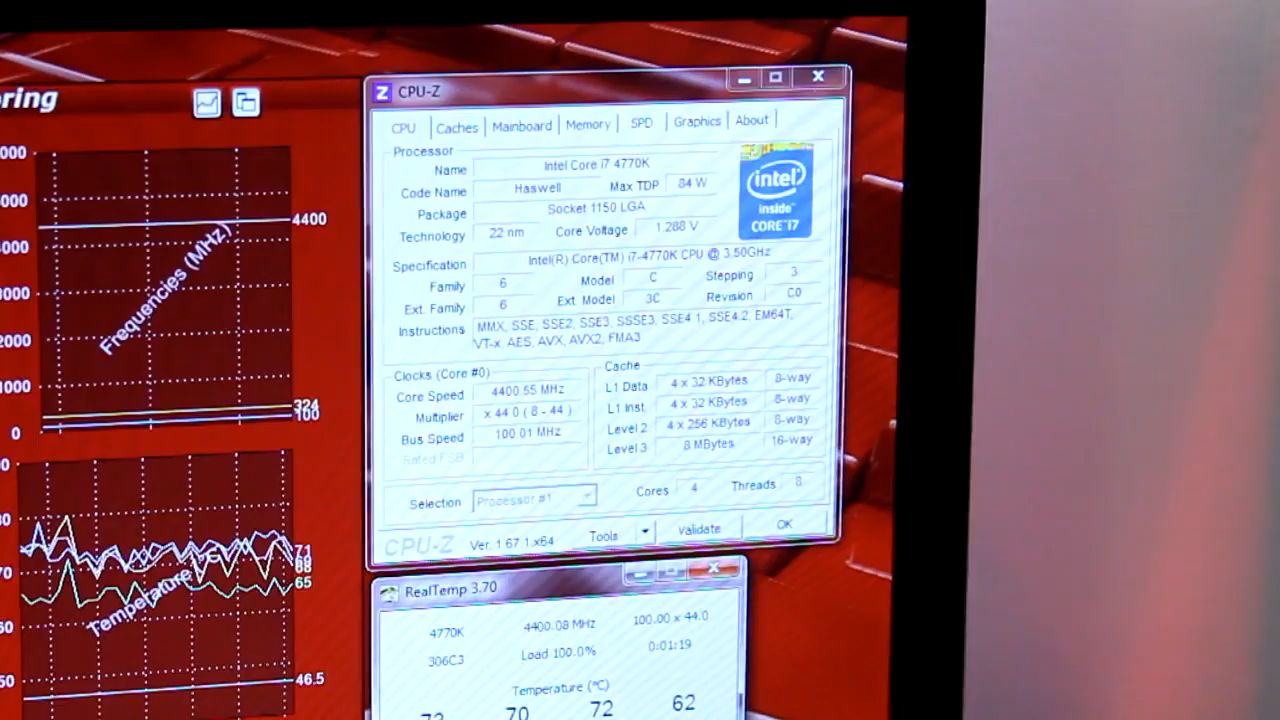 oring
000
5000
4000
3000
2000
1000
0
4400
324
100
Frequencies (MHz)
80
70
60
50
71
65
46.5
Temperature °C
CPU-Z
CPU Caches Mainboard Memory SPD Graphics About
Processor
Name Intel Core i7 4770K
Code Name Haswell Max TDP 84 W
Package Socket 1150 LGA
Technology 22 nm Core Voltage 1.288 V
intel
inside™
CORE™i7
Specification Intel(R) Core(TM) i7-4770K CPU @ 3.50GHz
Family 6 Model C Stepping 3
Ext. Family 6 Ext. Model 3C Revision C0
Instructions MMX, SSE, SSE2, SSE3, SSSE3, SSE4.1, SSE4.2, EM64T,
VT-x, AES, AVX, AVX2, FMA3
Clocks (Core #0)
Core Speed 4400.55 MHz
Multiplier x 44.0 ( 8 - 44 )
Bus Speed 100.01 MHz
Rated FSB
Cache
L1 Data 4 x 32 KBytes 8-way
L1 Inst. 4 x 32 KBytes 8-way
Level 2 4 x 256 KBytes 8-way
Level 3 8 MBytes 16-way
Selection Processor #1 Cores 4 Threads 8
CPU-Z Ver. 1.67.1.x64 Tools Validate OK
RealTemp 3.70
4770K 4400.08 MHz 100.00 x 44.0
306C3 Load 100.0% 0:01:19
Temperature (°C)
72 70 72 62